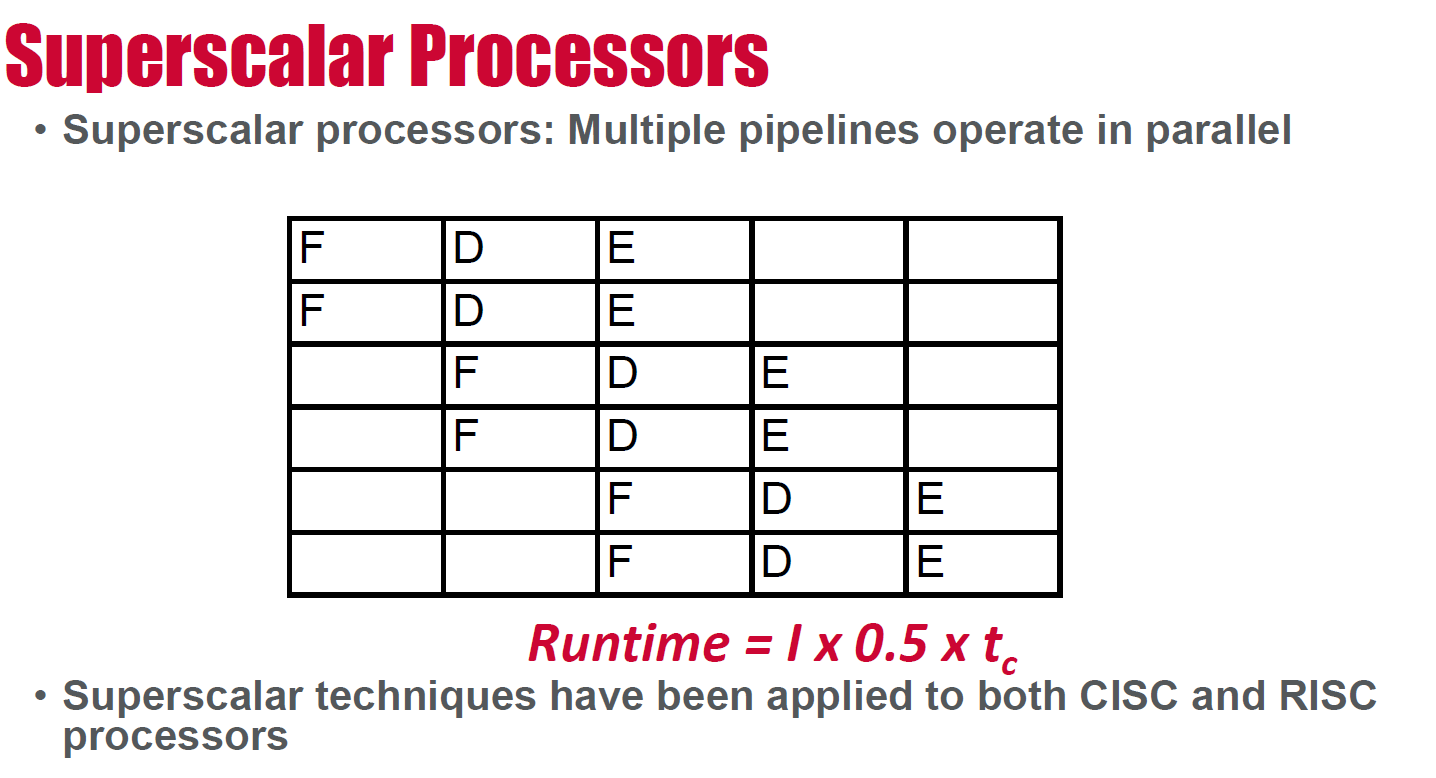 Superscalar Processors
• Superscalar processors: Multiple pipelines operate in parallel
F D E
F D E
F D E
F D E
F D E
F D E
Runtime = I x 0.5 x tc
• Superscalar techniques have been applied to both CISC and RISC
processors